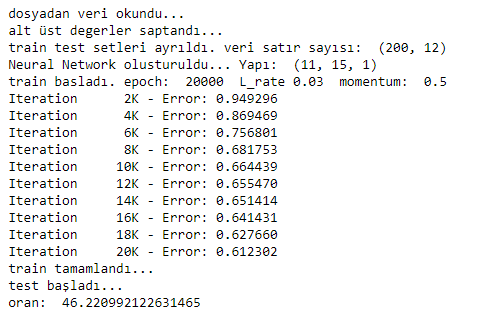 dosyadan veri okundu...
alt üst degerler saptandı...
train test setleri ayrıldı. veri satır sayısı:  (200, 12)
Neural Network olusturuldu... Yapı:  (11, 15, 1)
train basladı. epoch:  20000  L_rate 0.03  momentum:  0.5
Iteration      2K - Error: 0.949296
Iteration      4K - Error: 0.869469
Iteration      6K - Error: 0.756801
Iteration      8K - Error: 0.681753
Iteration     10K - Error: 0.664439
Iteration     12K - Error: 0.655470
Iteration     14K - Error: 0.651414
Iteration     16K - Error: 0.641431
Iteration     18K - Error: 0.627660
Iteration     20K - Error: 0.612302
train tamamlandı...
test başladı...
oran:  46.220992122631465